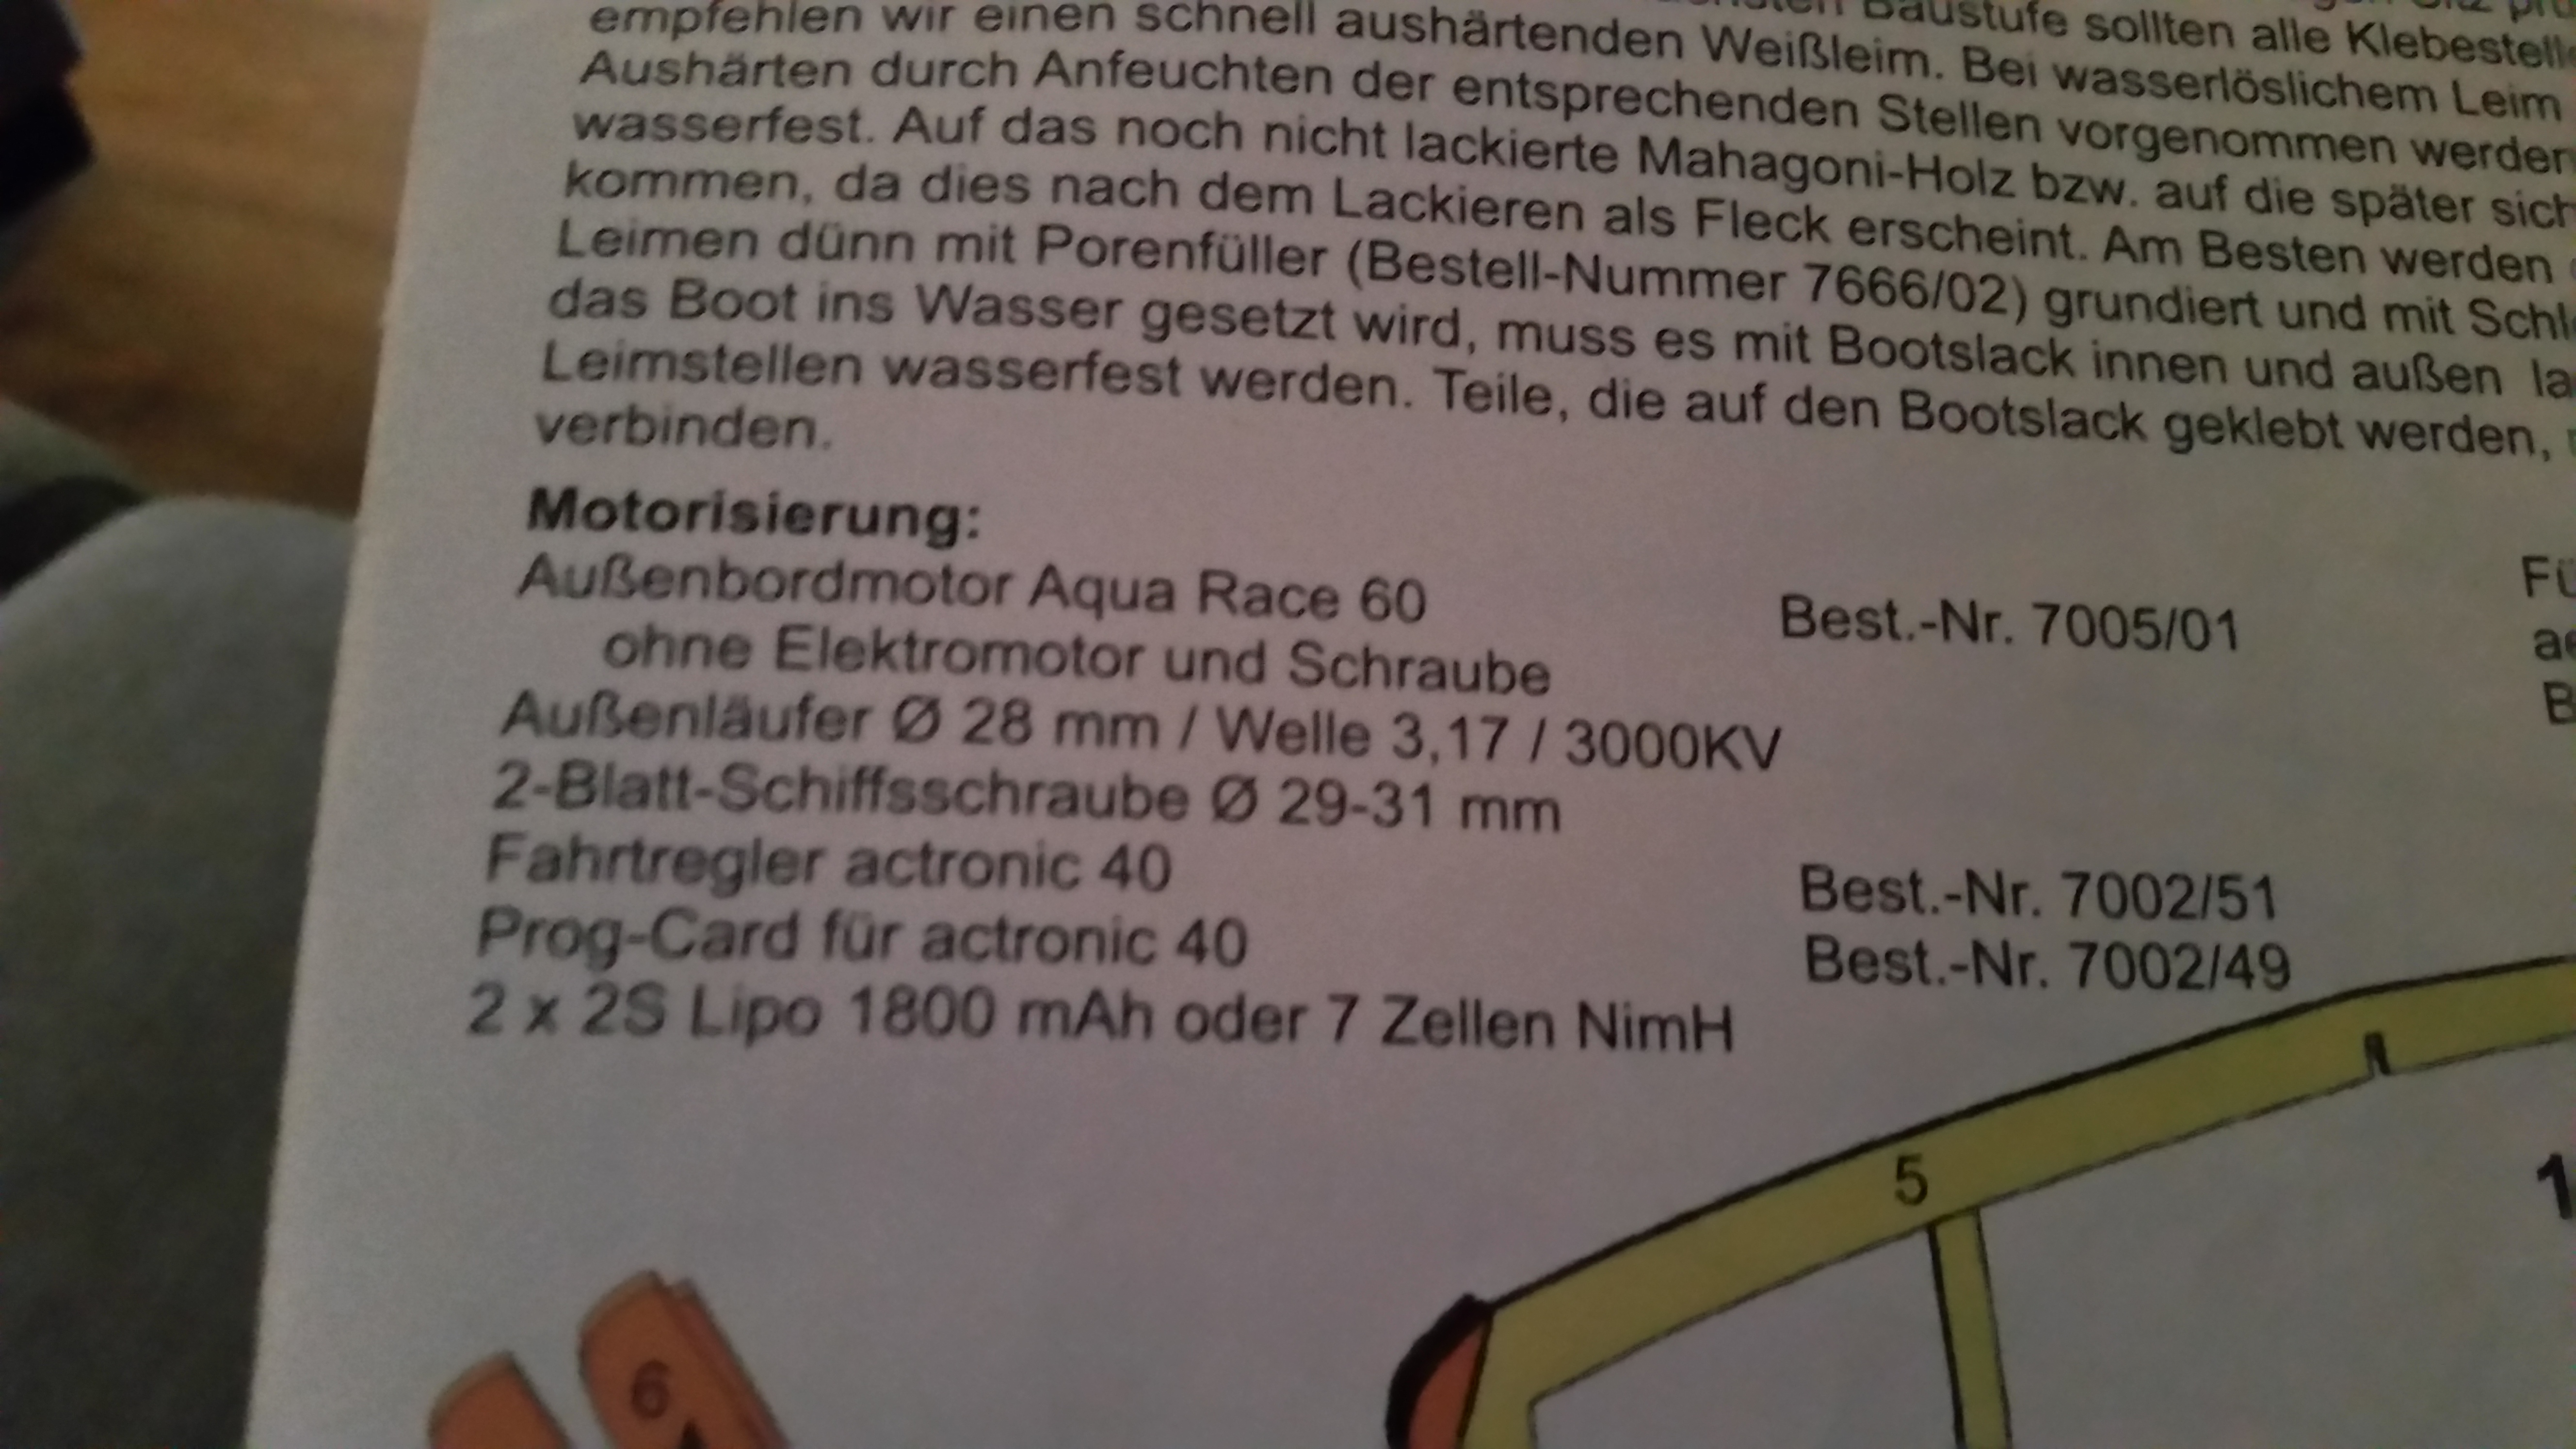 Baustufe sollten alle
empfehlen wir einen schnell aushärtenden Weißleim. Bei wasserlöslichem Leim
Aushärten durch Anfeuchten der entsprechenden Stellen vorgenommen werden
wasserfest. Auf das noch nicht lackierte Mahagoni-Holz bzw. auf die später
kommen, da dies nach dem Lackieren als Fleck erscheint. Am Besten werden
Leimen dünn mit Porenfüller (Bestell-Nummer 7666/02) grundiert und mit
das Boot ins Wasser gesetzt wird, muss es mit Bootslack innen und außen
Leimstellen wasserfest werden. Teile, die auf den Bootslack geklebt werden,
verbinden.
Motorisierung:
Außenbordmotor Aqua Race 60 Best.-Nr. 7005/01
ohne Elektromotor und Schraube
Außenläufer Ø 28 mm / Welle 3,17 / 3000KV
2-Blatt-Schiffsschraube Ø 29-31 mm
Fahrtregler actronic 40 Best.-Nr. 7002/51
Prog-Card für actronic 40 Best.-Nr. 7002/49
2 x 2S Lipo 1800 mAh oder 7 Zellen NimH
5
1
6